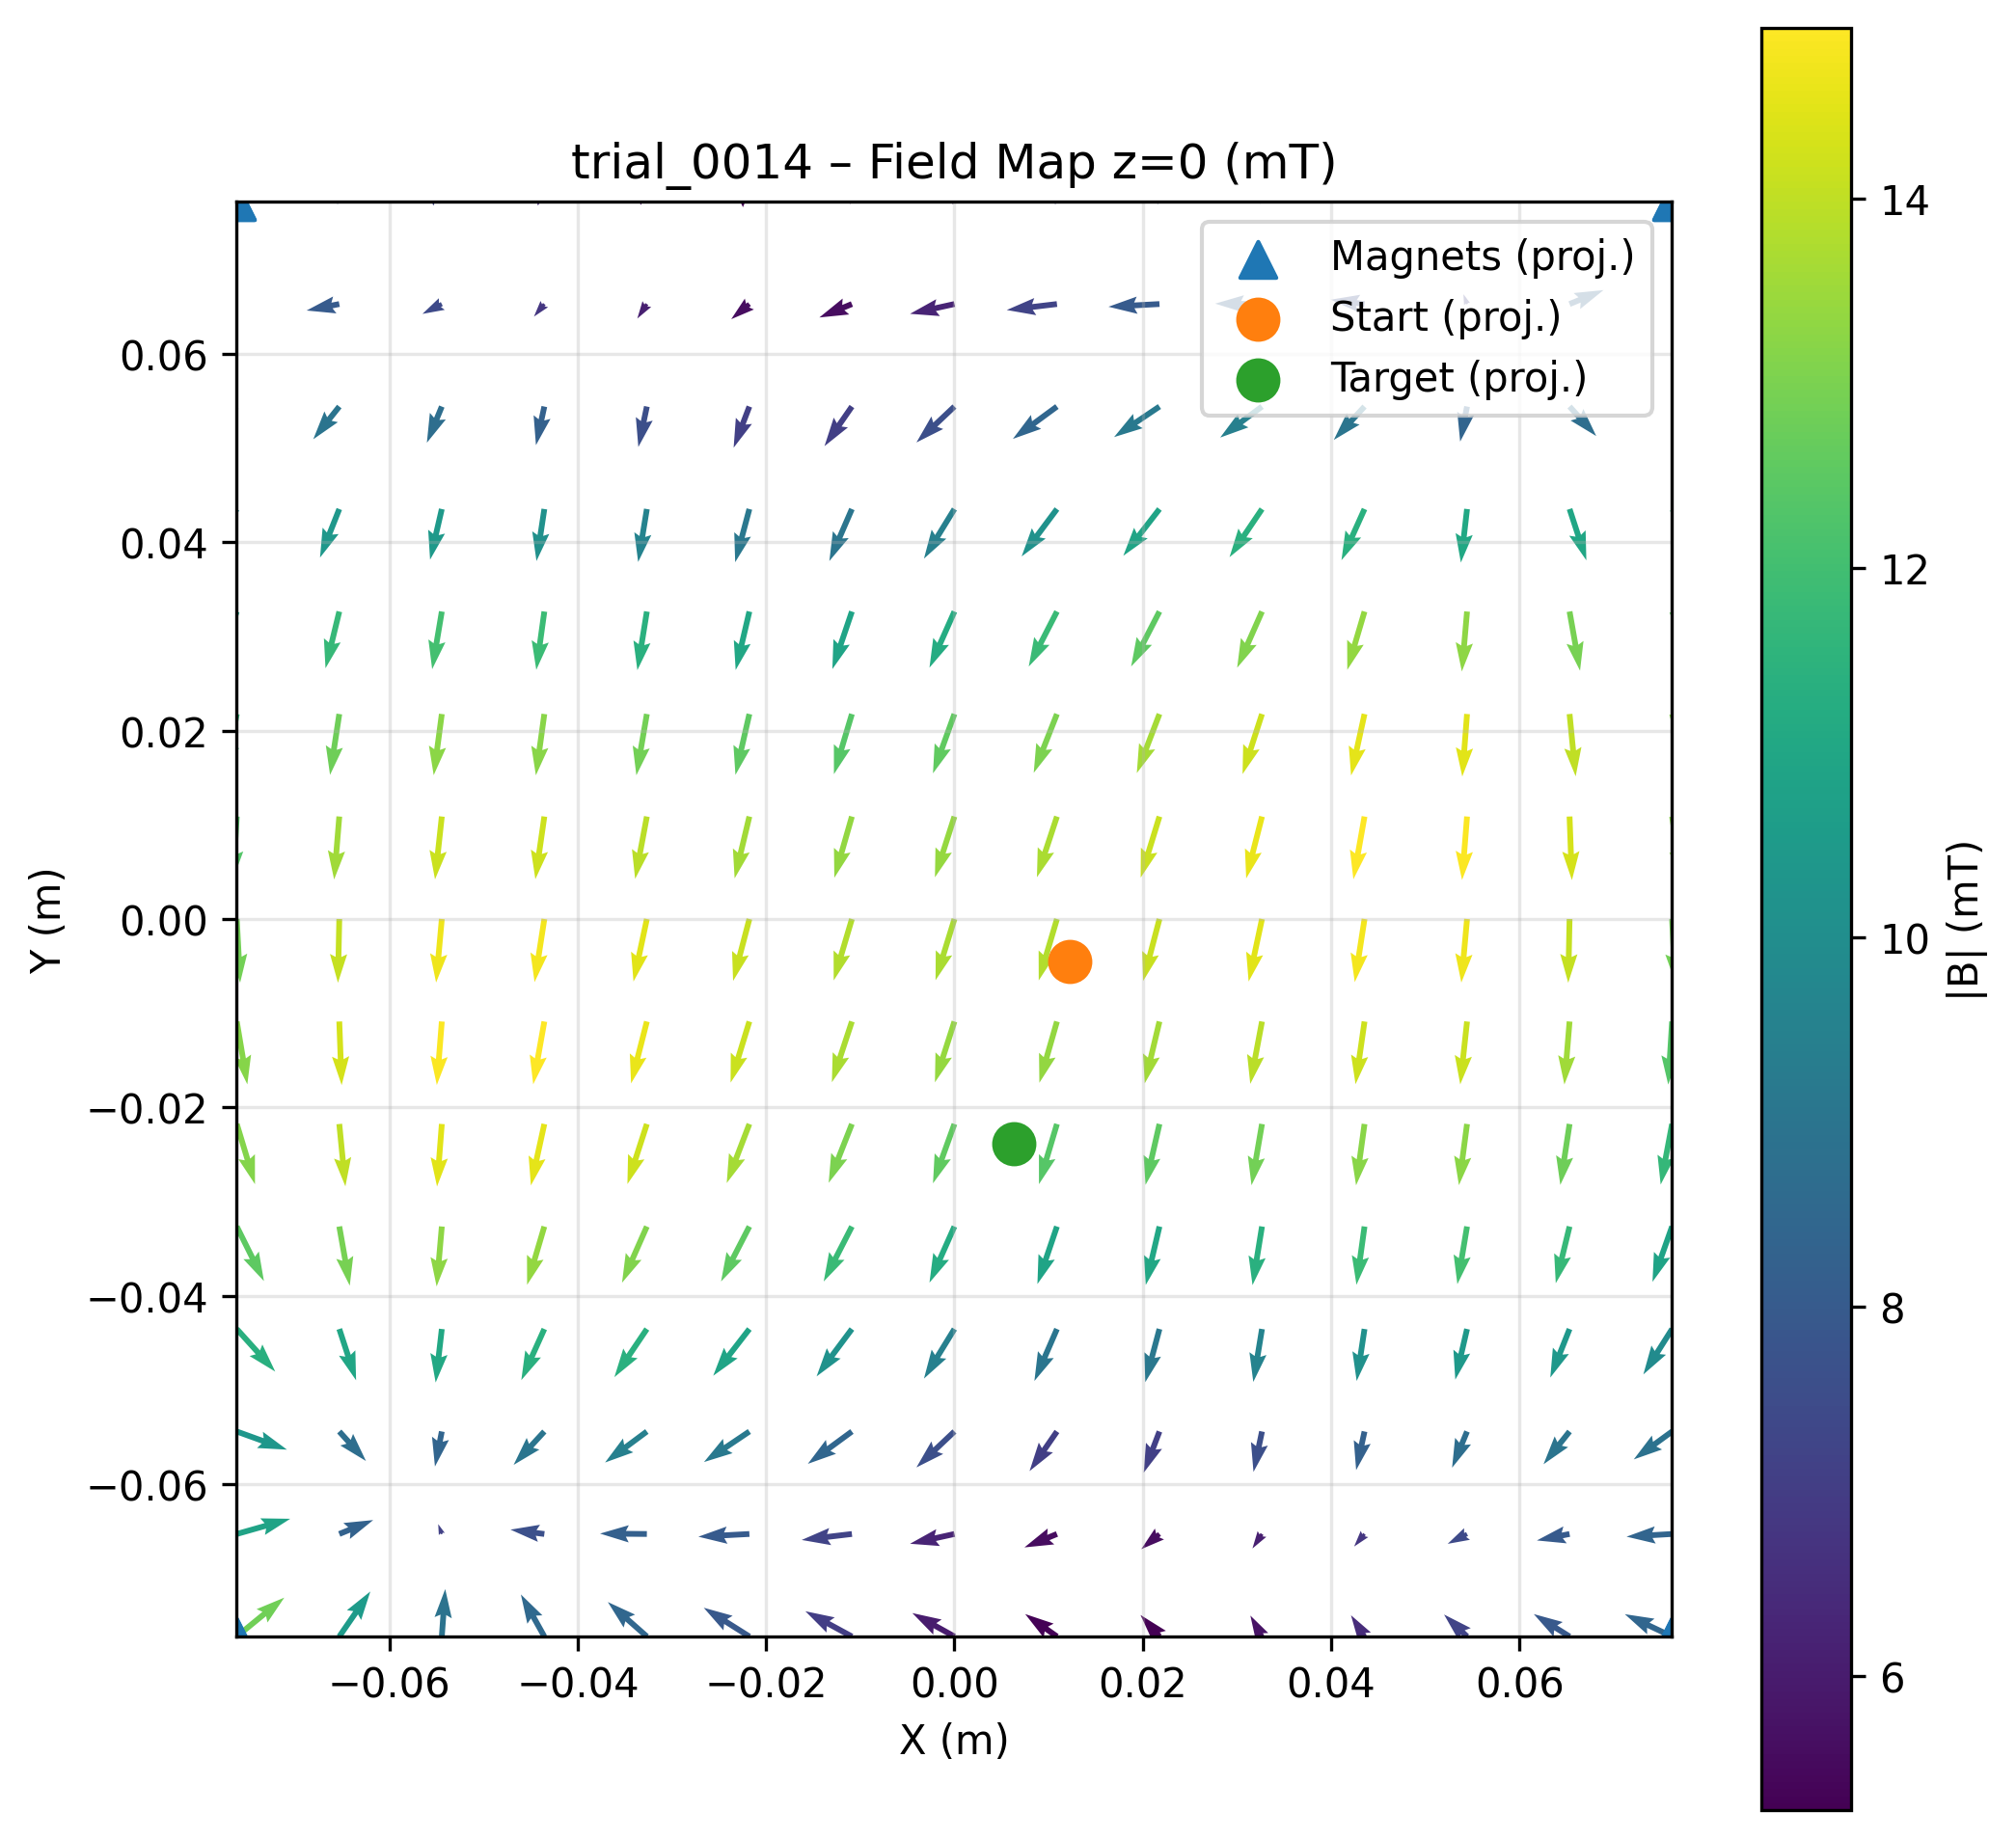 trial_0014 – Field Map z=0 (mT)
Magnets (proj.)
Start (proj.)
Target (proj.)
0.06
0.04
0.02
0.00
−0.02
−0.04
−0.06
Y (m)
−0.06 −0.04 −0.02 0.00 0.02 0.04 0.06
X (m)
14
12
10
8
6
|B| (mT)